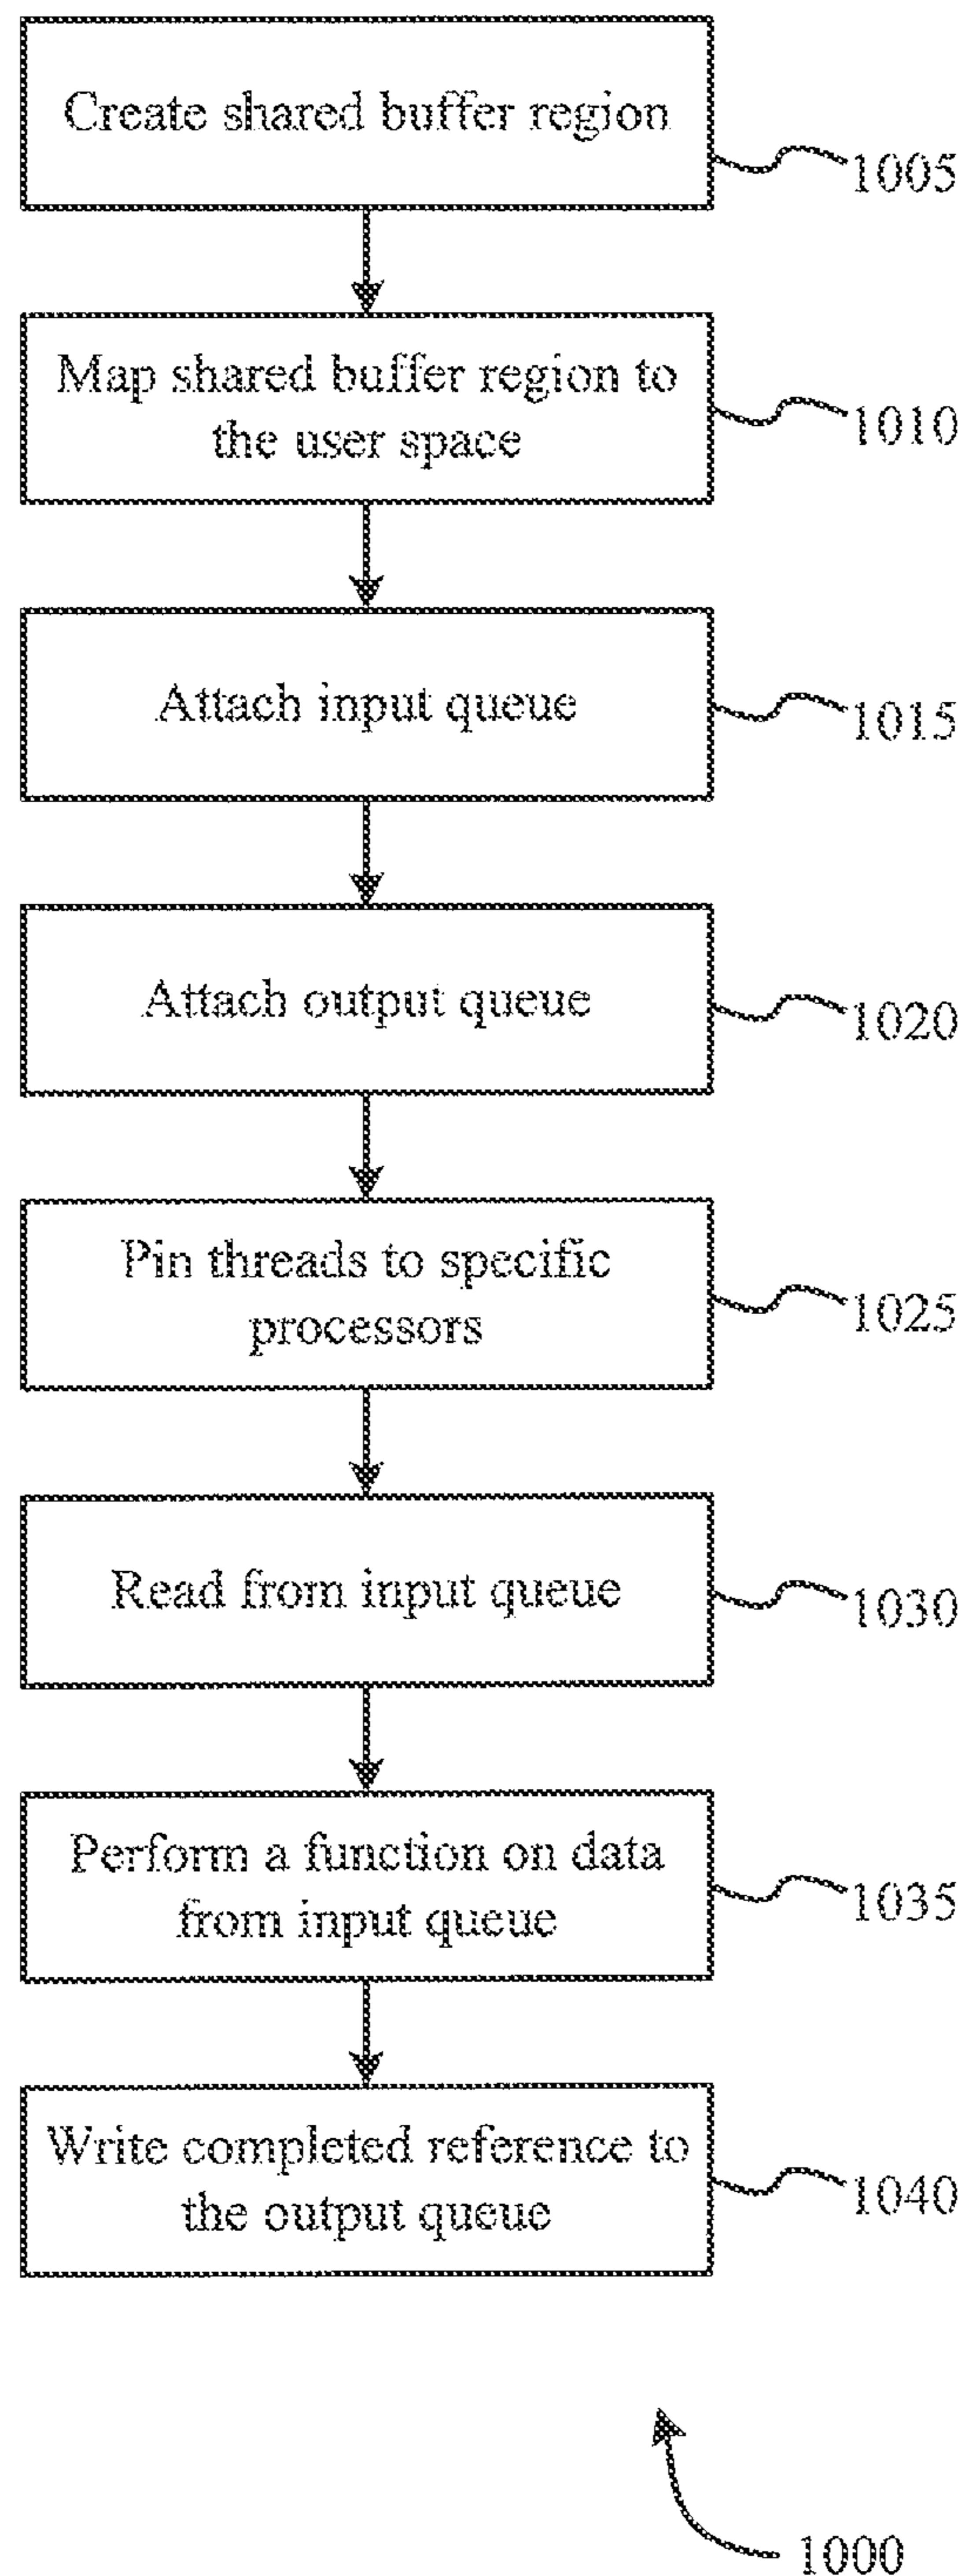 Create shared buffer region
1005
Map shared buffer region to
the user space
1010
Attach input queue
1015
Attach output queue
1020
Pin threads to specific
processors
1025
Read from input queue
1030
Perform a function on data
from input queue
1035
Write completed reference to
the output queue
1040
1000